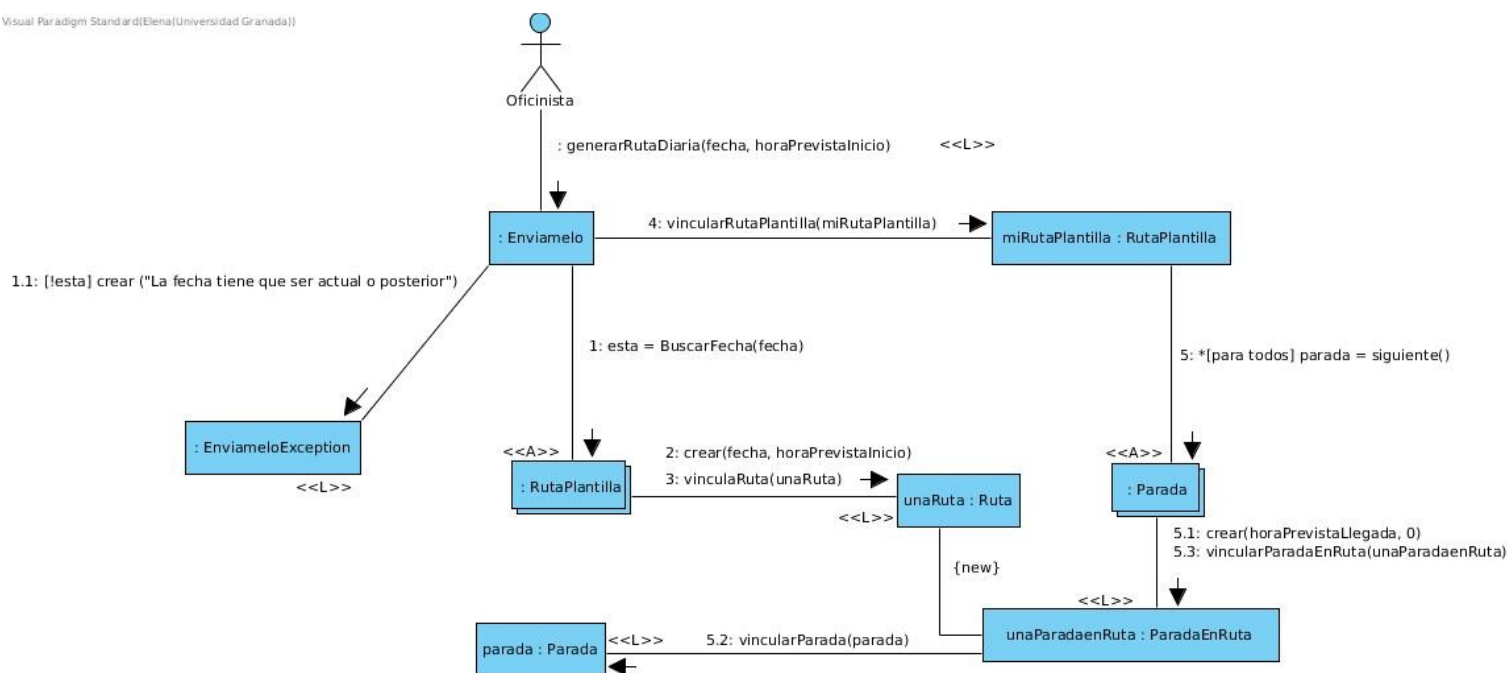 Visual Paradigm Standard(Elena(Universidad Granada))
Oficinista
: generarRutaDiaria(fecha, horaPrevistaInicio)
<<L>>
: Enviamelo
4: vincularRutaPlantilla(miRutaPlantilla)
miRutaPlantilla : RutaPlantilla
1.1: [!esta] crear ("La fecha tiene que ser actual o posterior")
1: esta = BuscarFecha(fecha)
5: *[para todos] parada = siguiente()
: EnviameloException
<<L>>
<<A>>
: RutaPlantilla
2: crear(fecha, horaPrevistaInicio)
3: vinculaRuta(unaRuta)
unaRuta : Ruta
<<L>>
<<A>>
: Parada
5.1: crear(horaPrevistaLlegada, 0)
5.3: vincularParadaEnRuta(unaParadaenRuta)
{new}
<<L>>
unaParadaenRuta : ParadaEnRuta
parada : Parada
<<L>>
5.2: vincularParada(parada)